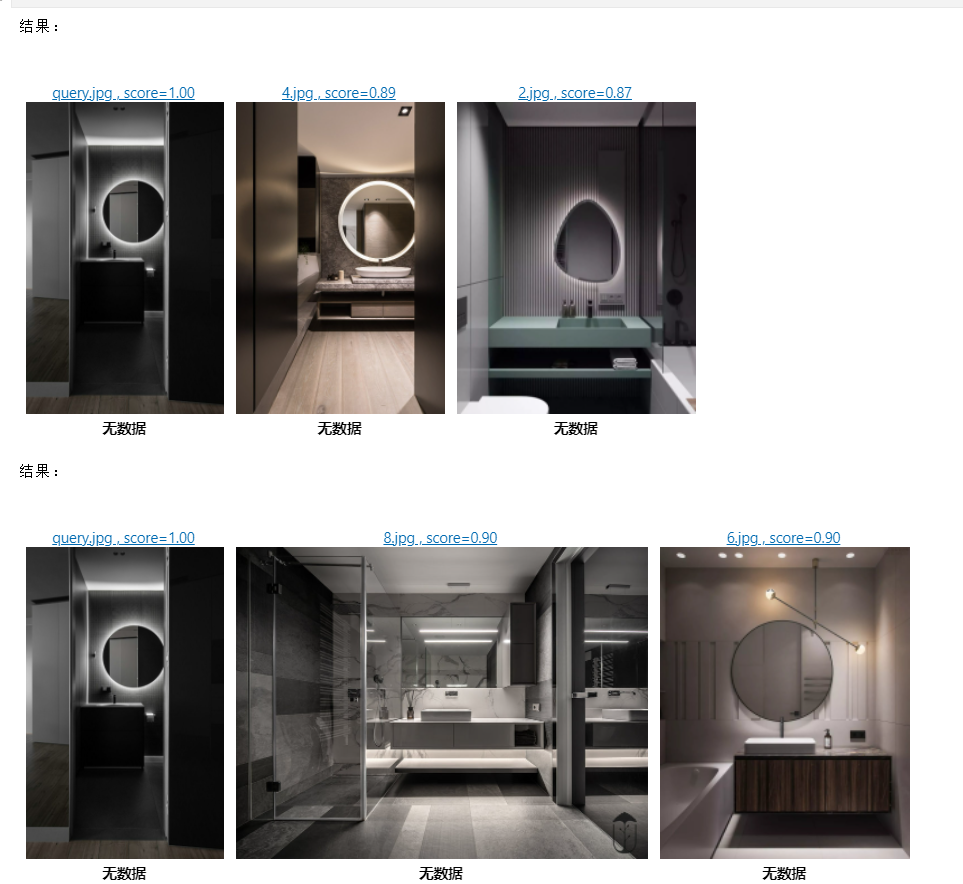 结果：
query.jpg , score=1.00
4.jpg , score=0.89
2.jpg , score=0.87
无数据
无数据
无数据
结果：
query.jpg , score=1.00
8.jpg , score=0.90
6.jpg , score=0.90
无数据
无数据
无数据